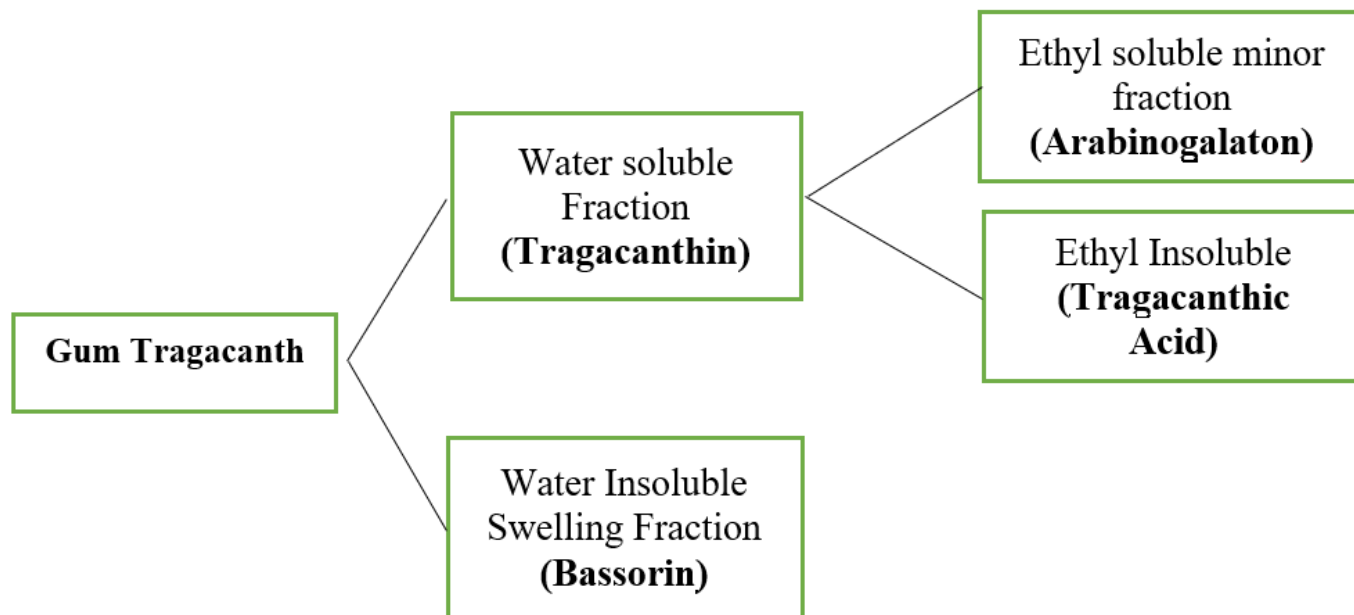 Gum Tragacanth
Water soluble
Fraction
(Tragacanthin)
Water Insoluble
Swelling Fraction
(Bassorin)
Ethyl soluble minor
fraction
(Arabinogalaton)
Ethyl Insoluble
(Tragacanthic
Acid)